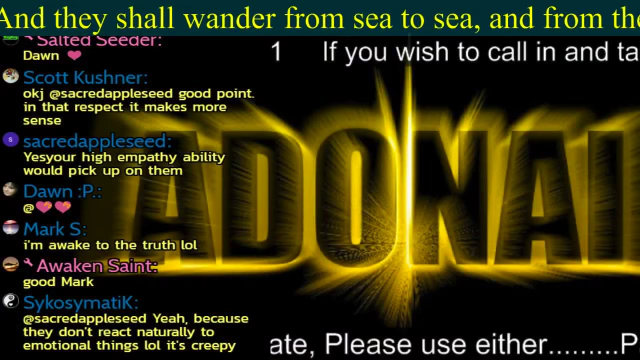 And they shall wander from sea to sea, and from the
Salted Seeder:
Dawn
1 If you wish to call in and ta
Scott Kushner:
okj @sacredappleseed good point.
in that respect it makes more
sense
s sacredappleseed:
Yesyour high empathy ability
would pick up on them
Dawn :P.:
@
Mark S:
i'm awake to the truth lol
Awaken Saint:
good Mark
SykosymatiK:
@sacredappleseed Yeah, because
they don't react naturally to
emotional things lol it's creepy
ADONAI
ate, Please use either.........P